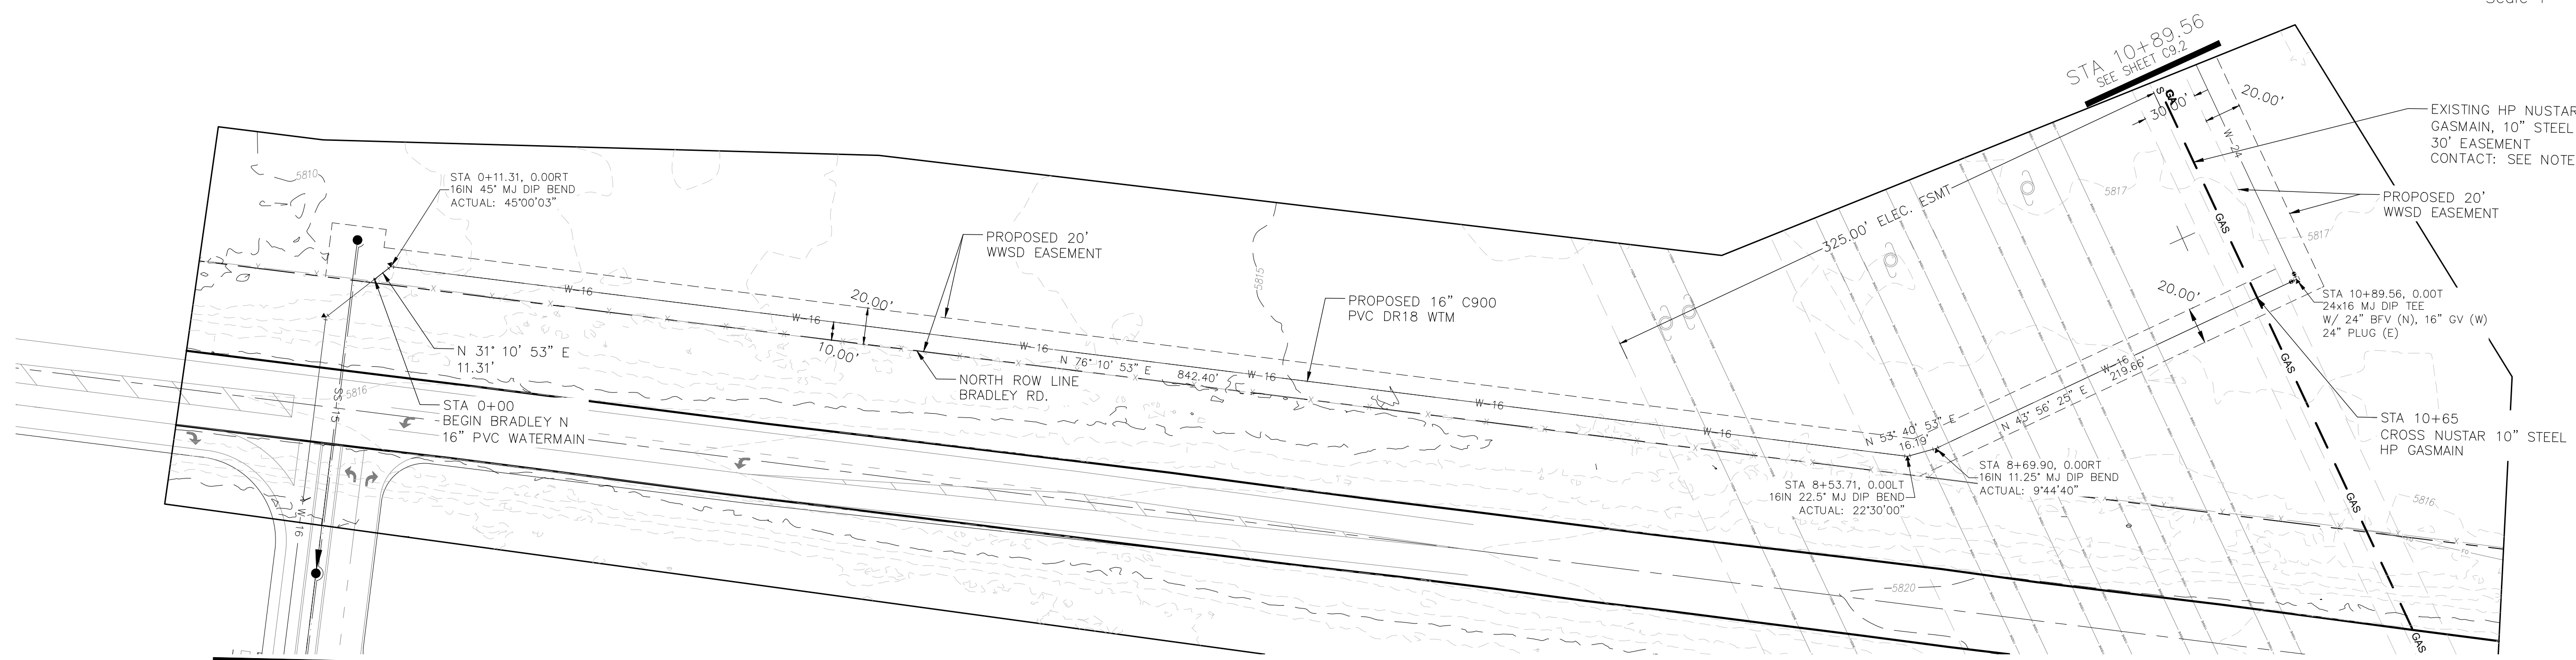 STA 10+89.56
SEE SHEET C9.2
30.00'
20.00'
W-24
EXISTING HP NUSTAR
GASMAIN, 10" STEEL
30' EASEMENT
CONTACT: SEE NOTE
PROPOSED 20'
WWSD EASEMENT
5817
5817
325.00' ELEC. ESMT
GAS
GAS
GAS
GAS
5810
STA 0+11.31, 0.00RT
16IN 45° MJ DIP BEND
ACTUAL: 45°00'03"
PROPOSED 20'
WWSD EASEMENT
5815
W-16
20.00'
W-16
10.00'
PROPOSED 16" C900
PVC DR18 WTM
W-16
N 76° 10' 53" E
842.40'
W-16
W-16
W-16
NORTH ROW LINE
BRADLEY RD.
N 31° 10' 53" E
11.31'
STA 0+00
BEGIN BRADLEY N
16" PVC WATERMAIN
5816
SS-15
W-16
20.00'
STA 10+89.56, 0.00T
24x16 MJ DIP TEE
W/ 24" BFV (N), 16" GV (W)
24" PLUG (E)
W-16
219.66'
N 43° 56' 25" E
N 53° 40' 53" E
16.19'
STA 8+69.90, 0.00RT
16IN 11.25° MJ DIP BEND
ACTUAL: 9°44'40"
STA 8+53.71, 0.00LT
16IN 22.5° MJ DIP BEND
ACTUAL: 22°30'00"
STA 10+65
CROSS NUSTAR 10" STEEL
HP GASMAIN
5816
5820